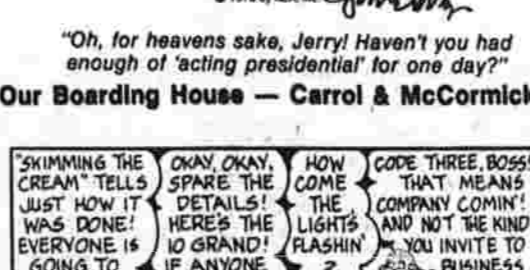 "Oh, for heavens sake, Jerry! Haven't you had
enough of 'acting presidential' for one day?"
Our Boarding House — Carrol & McCormick
"SKIMMING THE
CREAM" TELLS
JUST HOW IT
WAS DONE!
EVERYONE IS
GOING TO
OKAY, OKAY,
SPARE THE
DETAILS!
HERE'S THE
10 GRAND!
IF ANYONE
HOW
COME
THE
LIGHTS
FLASHIN'
?
CODE THREE, BOSS!
THAT MEANS
COMPANY COMIN'!
AND NOT THE KIND
YOU INVITE TO
BUSINESS